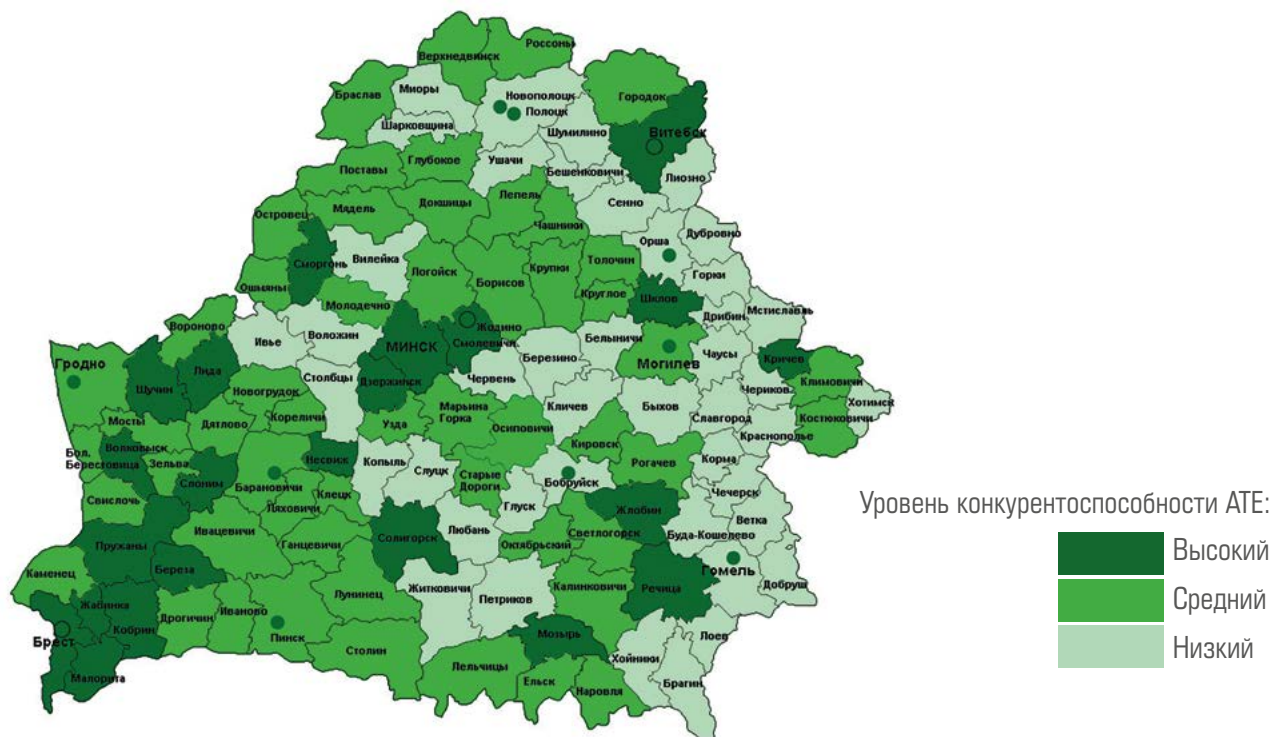 Россоны
Верхнедвинск
Браслав
Миоры
Новополоцк
Полоцк
Городок
Шарковщина
Шумилино
Витебск
Поставы
Глубокое
Ушачи
Бешенковичи
Лиозно
Островец
Мядель
Докшицы
Лепель
Чашники
Сенно
Сморгонь
Вилейка
Орша
Дубровно
Ошмяны
Логойск
Борисов
Крупки
Толочин
Горки
Молодечно
Круглое
Шклов
Вороново
Ивье
Воложин
МИНСК
Жодино
Смолевичи
Белыничи
Дрибин
Мстиславль
Гродно
Щучин
Лида
Столбцы
Дзержинск
Червень
Березино
Могилев
Чаусы
Кричев
Новогрудок
Кореличи
Марьина
Горка
Кличев
Быхов
Чериков
Климовичи
Хотимск
Мосты
Дятлово
Узда
Осиповичи
Славгород
Костюковичи
Бол.
Берестовица
Волковыск
Зельва
Несвиж
Копыль
Слуцк
Кировск
Краснополье
Слоним
Барановичи
Клецк
Старые
Дороги
Бобруйск
Рогачев
Корма
Свислочь
Ляховичи
Глуск
Жлобин
Чечерск
Уровень конкурентоспособности АТЕ:
Ивацевичи
Ганцевичи
Солигорск
Любань
Октябрьский
Светлогорск
Буда-Кошелево
Ветка
Высокий
Пружаны
Береза
Каменец
Лунинец
Житковичи
Петриков
Калинковичи
Речица
Гомель
Добруш
Средний
Жабинка
Кобрин
Дрогичин
Иваново
Пинск
Брест
Мозырь
Лоев
Низкий
Малорита
Столин
Лельчицы
Ельск
Наровля
Хойники
Брагин